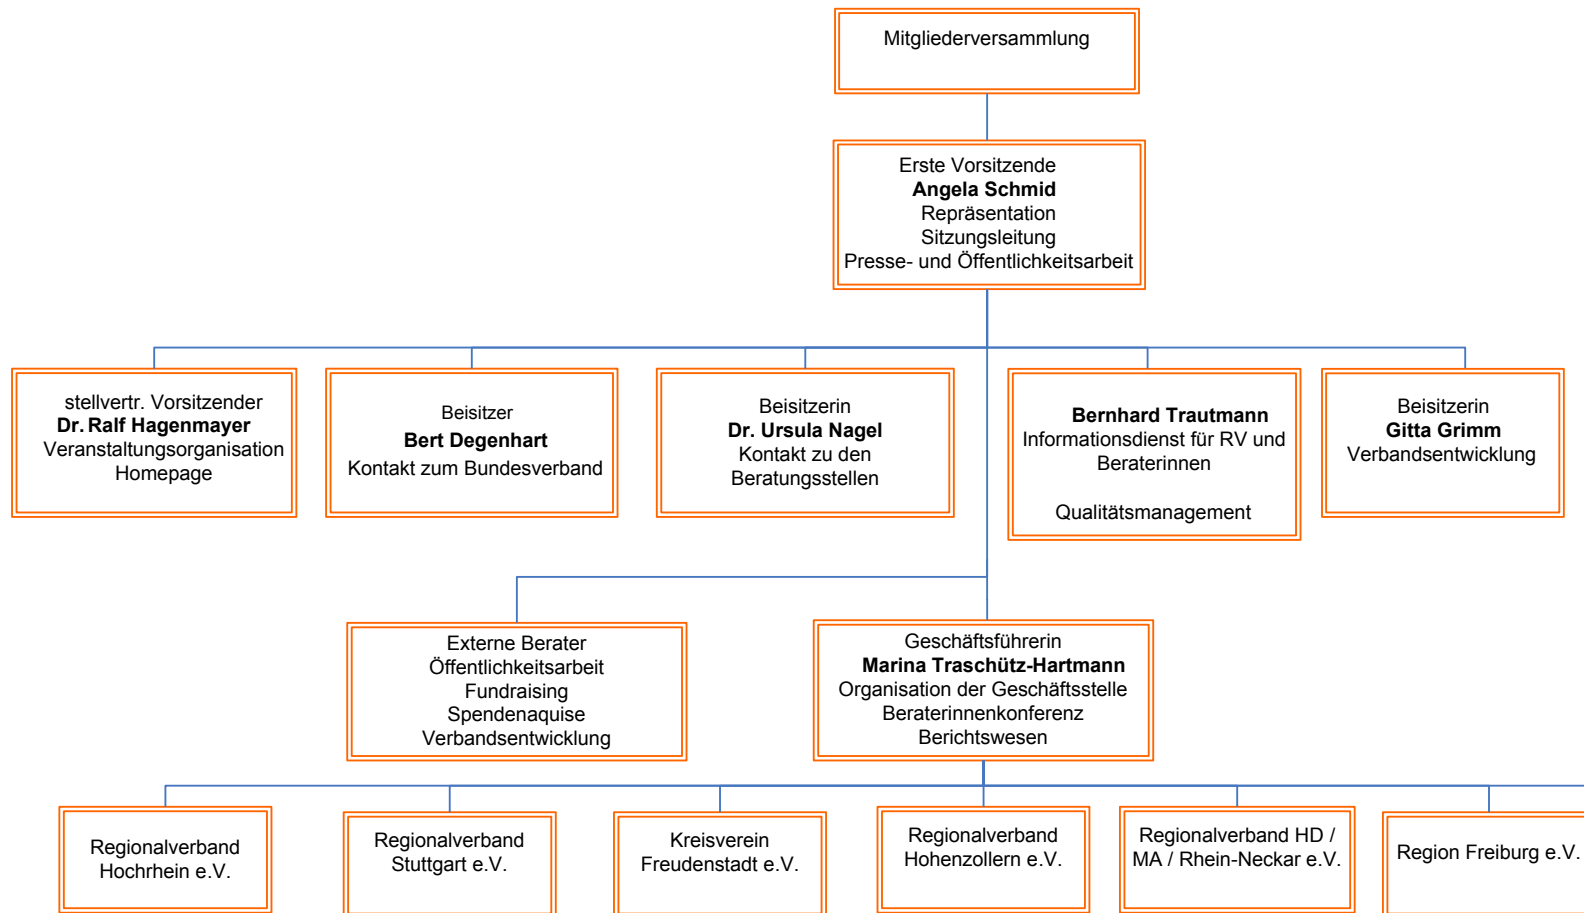 Mitgliederversammlung
Erste Vorsitzende
Angela Schmid
Repräsentation
Sitzungsleitung
Presse- und Öffentlichkeitsarbeit
stellvertr. Vorsitzender
Dr. Ralf Hagenmayer
Veranstaltungsorganisation
Homepage
Beisitzer
Bert Degenhart
Kontakt zum Bundesverband
Beisitzerin
Dr. Ursula Nagel
Kontakt zu den
Beratungsstellen
Bernhard Trautmann
Informationsdienst für RV und
Beraterinnen
Qualitätsmanagement
Beisitzerin
Gitta Grimm
Verbandsentwicklung
Externe Berater
Öffentlichkeitsarbeit
Fundraising
Spendenaquise
Verbandsentwicklung
Geschäftsführerin
Marina Traschütz-Hartmann
Organisation der Geschäftsstelle
Beraterinnenkonferenz
Berichtswesen
Regionalverband
Hochrhein e.V.
Regionalverband
Stuttgart e.V.
Kreisverein
Freudenstadt e.V.
Regionalverband
Hohenzollern e.V.
Regionalverband HD /
MA / Rhein-Neckar e.V.
Region Freiburg e.V.